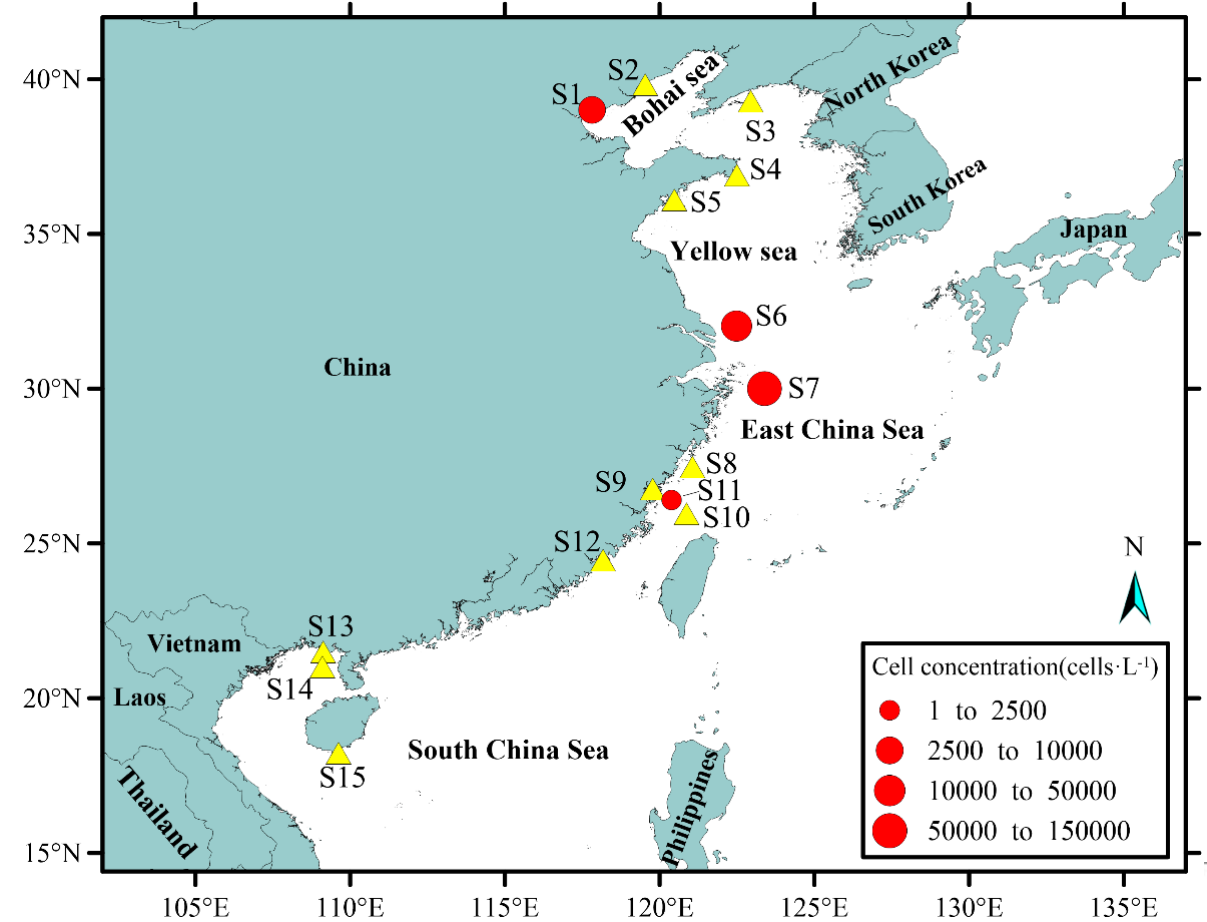 40°N
35°N
30°N
25°N
20°N
15°N
S1
S2
Bohai sea
S3
North Korea
S4
S5
South Korea
Yellow sea
Japan
S6
China
S7
East China Sea
S8
S9
S11
S10
S12
N
S13
Vietnam
S14
Laos
S15
South China Sea
Thailand
Philippines
Cell concentration(cells·L⁻¹)
1 to 2500
2500 to 10000
10000 to 50000
50000 to 150000
105°E
110°E
115°E
120°E
125°E
130°E
135°E